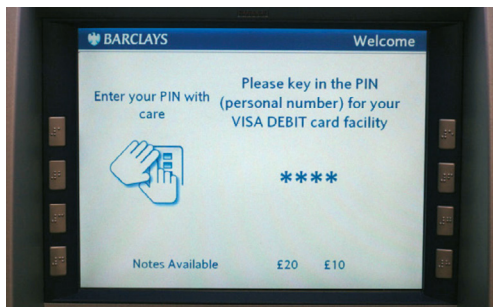 BARCLAYS
Welcome
Enter your PIN with
care
Please key in the PIN
(personal number) for your
VISA DEBIT card facility
****
Notes Available £20 £10